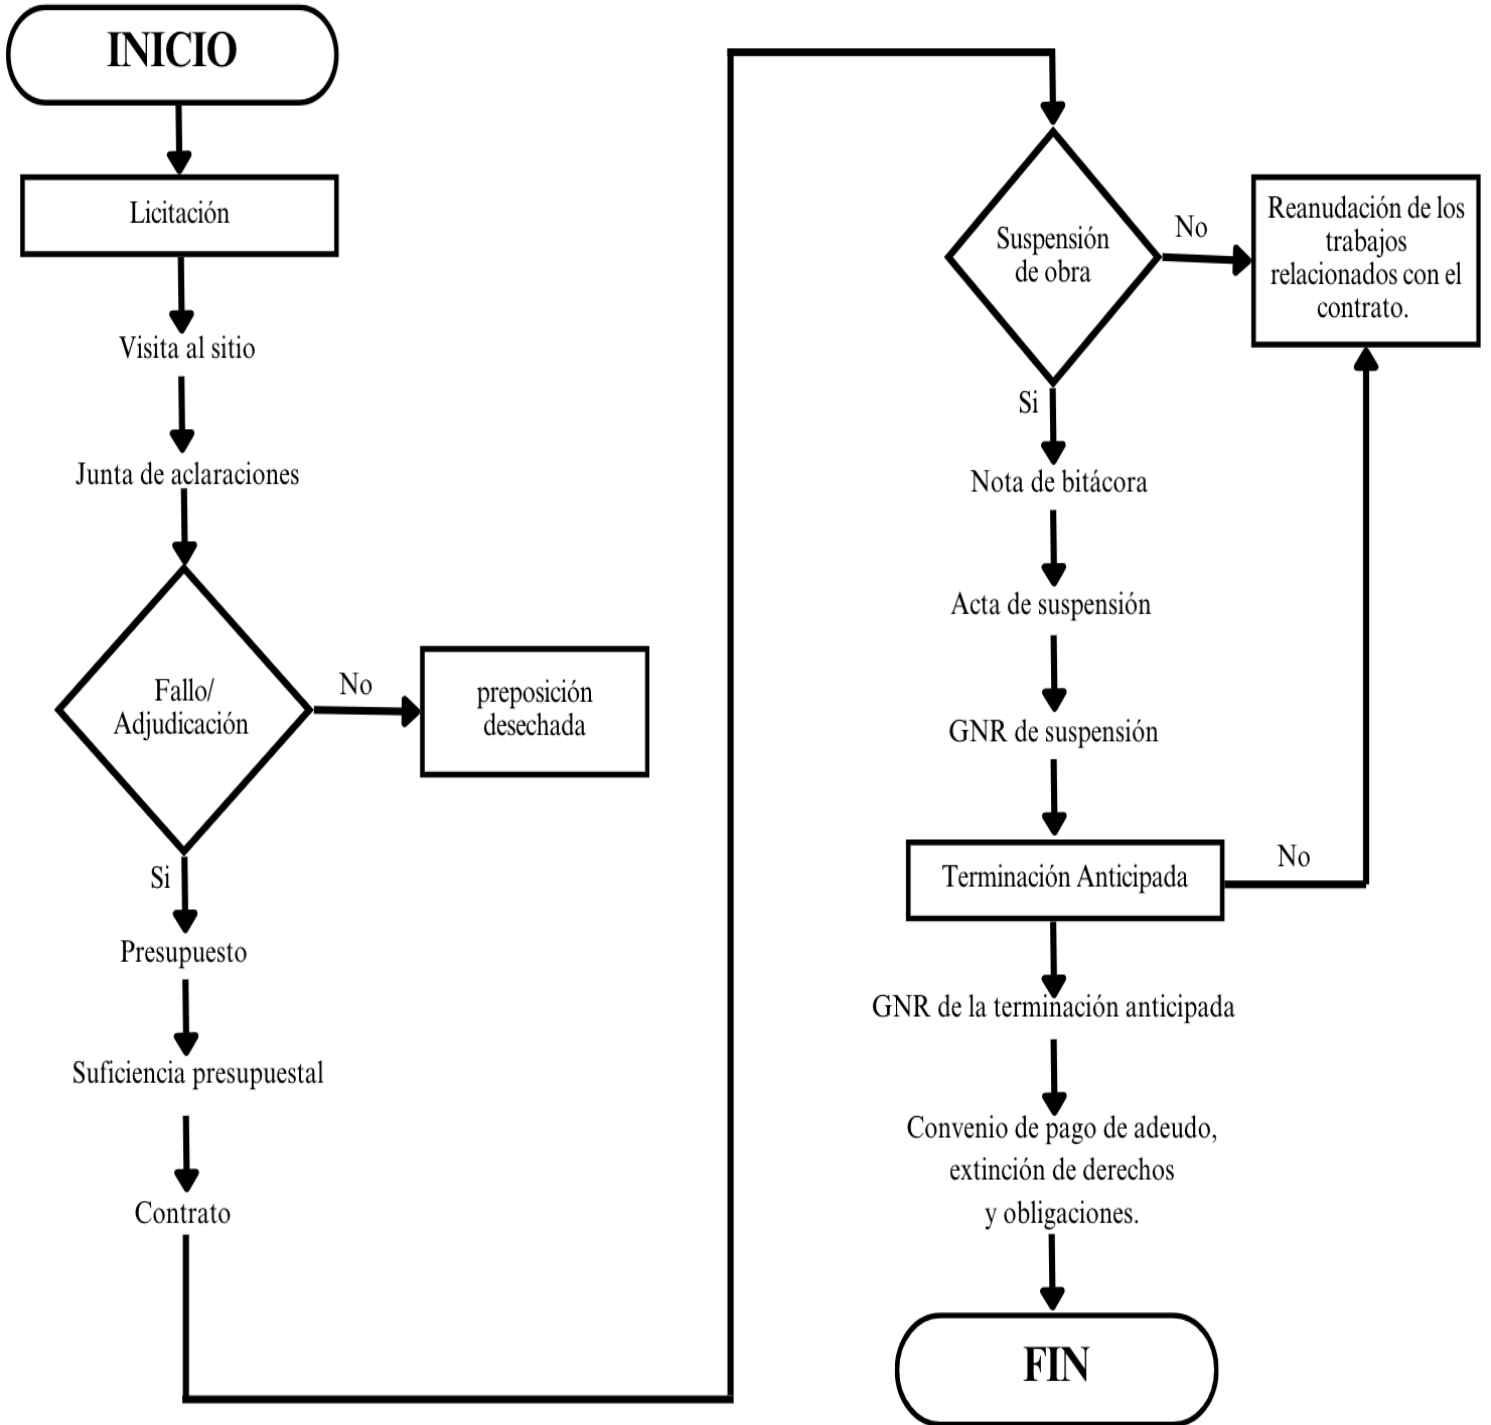 INICIO
Licitación
Visita al sitio
Junta de aclaraciones
Fallo/
Adjudicación
No
preposición
desechada
Si
Presupuesto
Suficiencia presupuestal
Contrato
Suspensión
de obra
No
Reanudación de los
trabajos
relacionados con el
contrato.
Si
Nota de bitácora
Acta de suspensión
GNR de suspensión
Terminación Anticipada
No
GNR de la terminación anticipada
Convenio de pago de adeudo,
extinción de derechos
y obligaciones.
FIN